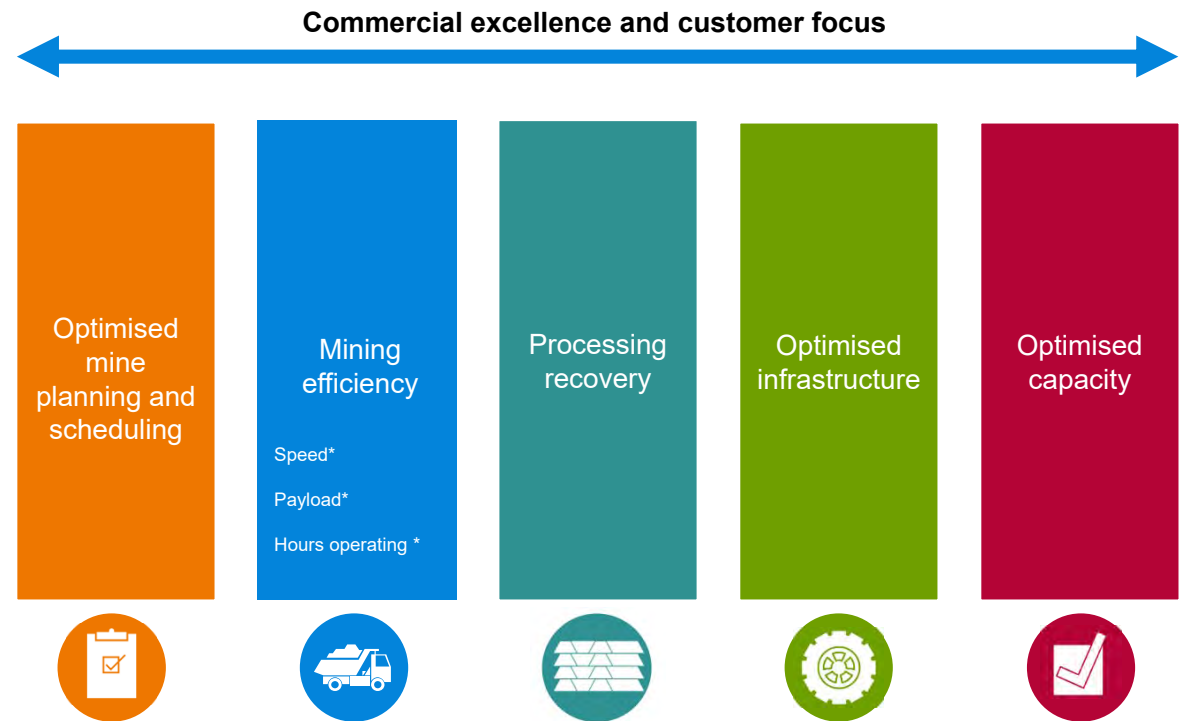 Commercial excellence and customer focus
Optimised
mine
planning and
scheduling
Mining
efficiency
Speed*
Payload*
Hours operating *
Processing
recovery
Optimised
infrastructure
Optimised
capacity